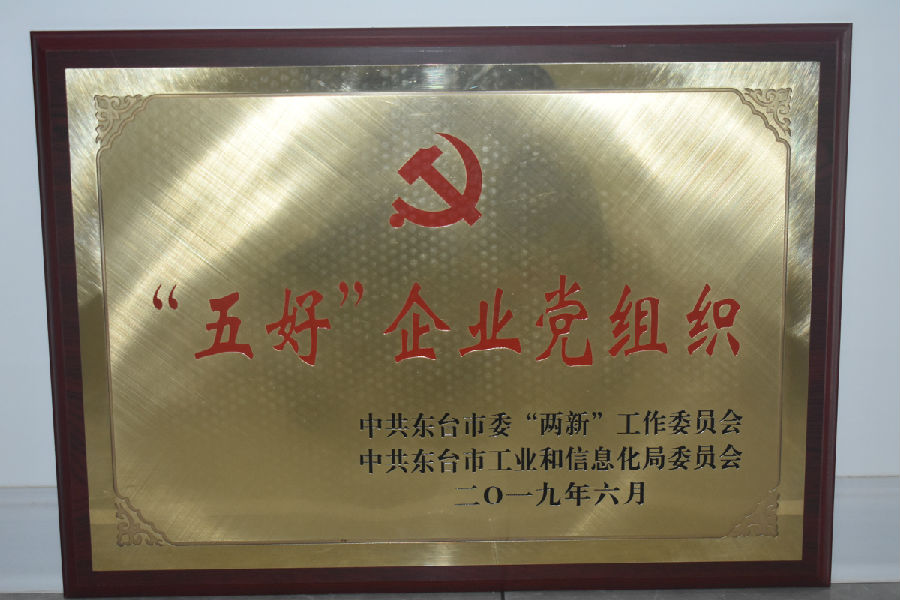 “五好”企业党组织
中共东台市委“两新”工作委员会
中共东台市工业和信息化局委员会
二〇一九年六月